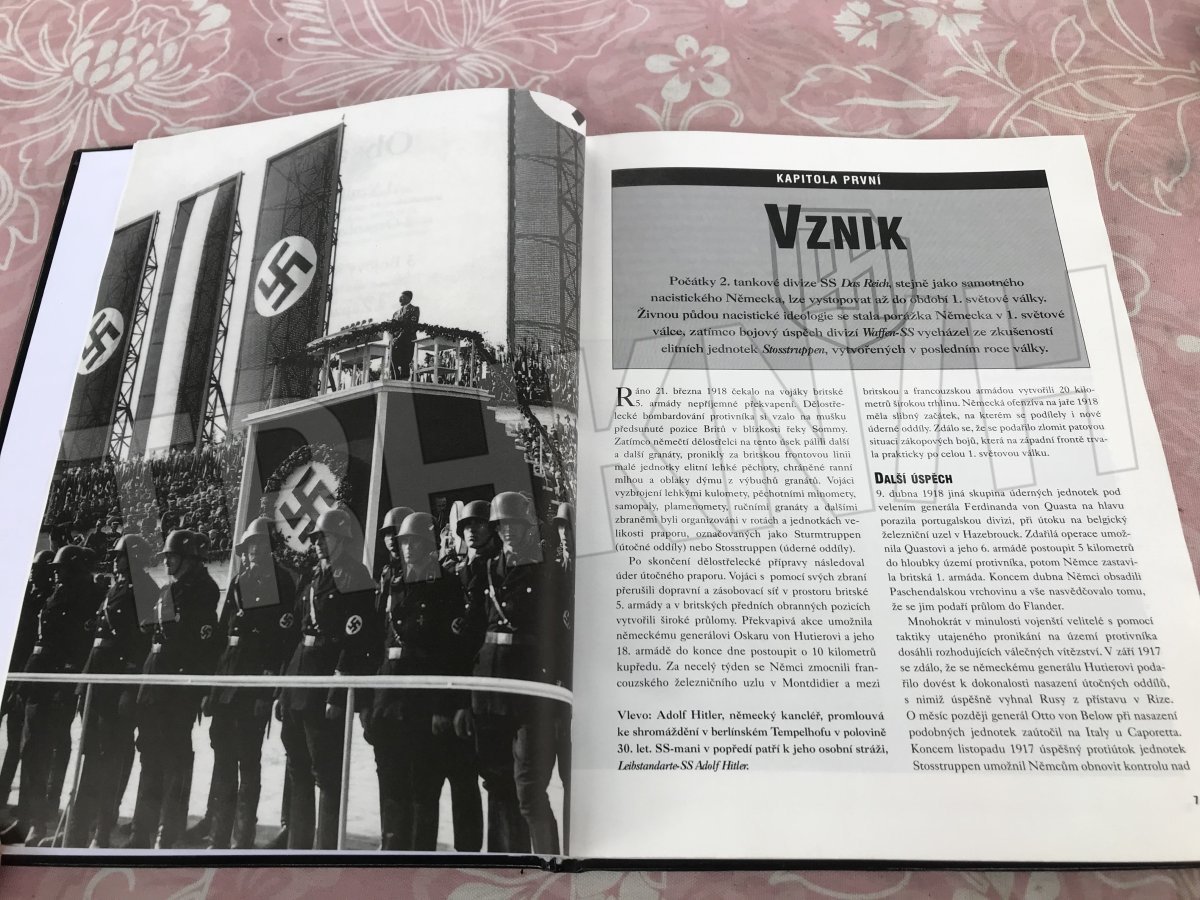 KAPITOLA PRVNÍ
VZNIK
Počátky 2. tankové divize SS Das Reich, stejně jako samotného
nacistického Německa, lze vystopovat až do období 1. světové války.
Živnou půdou nacistické ideologie se stala porážka Německa v 1. světové
válce, zatímco bojový úspěch divizí Waffen-SS vycházel ze zkušeností
elitních jednotek Stosstruppen, vytvořených v posledním roce války.
Ráno 21. března 1918 čekalo na vojáky britské
5. armády nepříjemné překvapení. Dělostře-
lecké bombardování protivníka si vzalo na mušku
předsunuté pozice Britů v blízkosti řeky Sommy.
Zatímco němečtí dělostřelci na tento úsek pálili další
a další granáty, pronikly za britskou frontovou linii
malé jednotky elitní lehké pěchoty, chráněné ranní
mlhou a oblaky dýmu z výbuchů granátů. Vojáci
vyzbrojení lehkými kulomety, pěchotními minomety,
samopaly, plamenomety, ručními granáty a dalšími
zbraněmi byli organizováni v rotách a jednotkách ve-
likosti praporu, označovaných jako Sturmtruppen
(útočné oddíly) nebo Stosstruppen (úderné oddíly).
Po skončení dělostřelecké přípravy následoval
úder útočného praporu. Vojáci s pomocí svých zbraní
přerušili dopravní a zásobovací síť v prostoru britské
5. armády a v britských předních obranných pozicích
vytvořili široké průlomy. Překvapivá akce umožnila
německému generálovi Oskaru von Hutierovi a jeho
18. armádě do konce dne postoupit o 10 kilometrů
kupředu. Za necelý týden se Němci zmocnili fran-
couzského železničního uzlu v Montdidier a mezi
Vlevo: Adolf Hitler, německý kancléř, promlouvá
ke shromáždění v berlínském Tempelhofu v polovině
30. let. SS-mani v popředí patří k jeho osobní stráži,
Leibstandarte-SS Adolf Hitler.
britskou a francouzskou armádou vytvořili 20 kilo-
metrů širokou trhlinu. Německá ofenzíva na jaře 1918
měla slibný začátek, na kterém se podílely i nové
úderné oddíly. Zdálo se, že se podařilo zlomit patovou
situaci zákopových bojů, která na západní frontě trva-
la prakticky po celou 1. světovou válku.
DALŠÍ ÚSPĚCH
9. dubna 1918 jiná skupina úderných jednotek pod
velením generála Ferdinanda von Quasta na hlavu
porazila portugalskou divizi, při útoku na belgický
železniční uzel v Hazebrouck. Zdařilá operace umož-
nila Quastovi a jeho 6. armádě postoupit 5 kilometrů
do hloubky území protivníka, potom Němce zastavi-
la britská 1. armáda. Koncem dubna Němci obsadili
Paschendalskou vrchovinu a vše nasvědčovalo tomu,
že se jim podaří průlom do Flander.
Mnohokrát v minulosti vojenští velitelé s pomocí
taktiky utajeného pronikání na území protivníka
dosáhli rozhodujících válečných vítězství. V září 1917
se zdálo, že se německému generálu Hutierovi poda-
řilo dovést k dokonalosti nasazení útočných oddílů,
s nimiž úspěšně vyhnal Rusy z přístavu v Rize.
O měsíc později generál Otto von Below při nasazení
podobných jednotek zaútočil na Italy u Caporetta.
Koncem listopadu 1917 úspěšný protiútok jednotek
Stosstruppen umožnil Němcům obnovit kontrolu nad
7
TRH KNIH